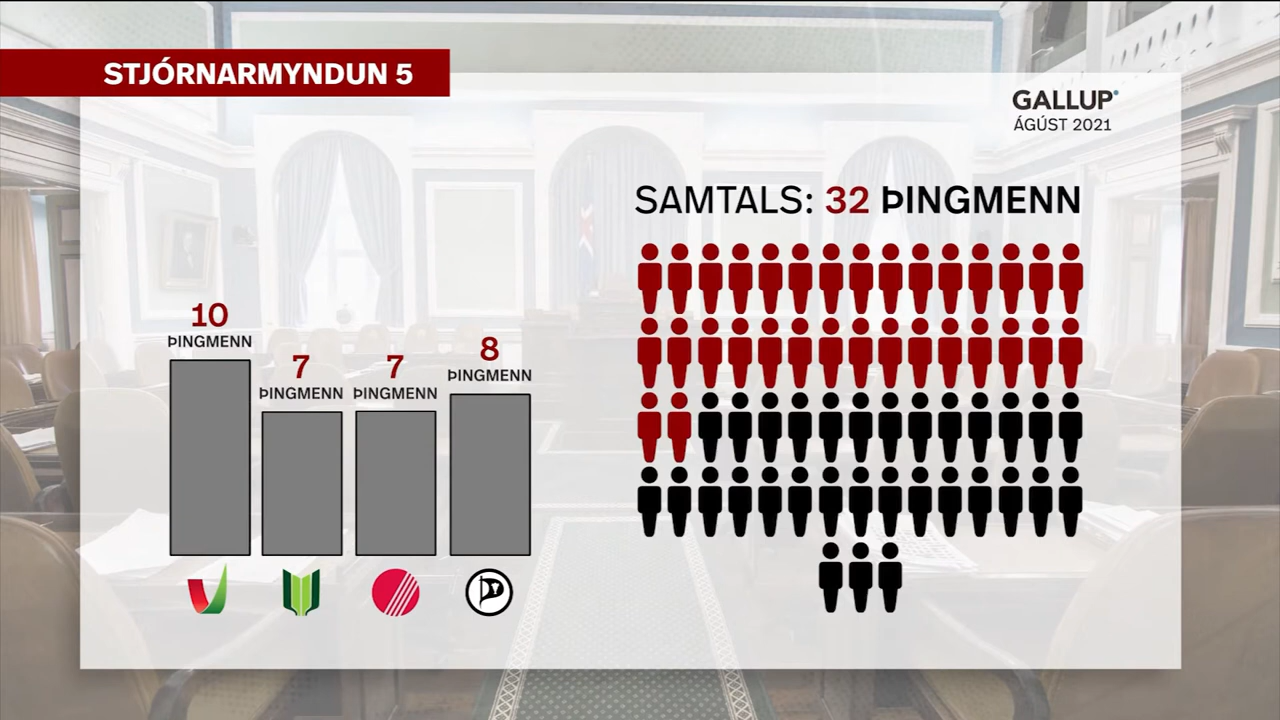 STJÓRNARMYNDUN 5
GALLUP
ÁGÚST 2021
SAMTALS: 32 ÞINGMENN
10
ÞINGMENN
7
ÞINGMENN
7
ÞINGMENN
8
ÞINGMENN